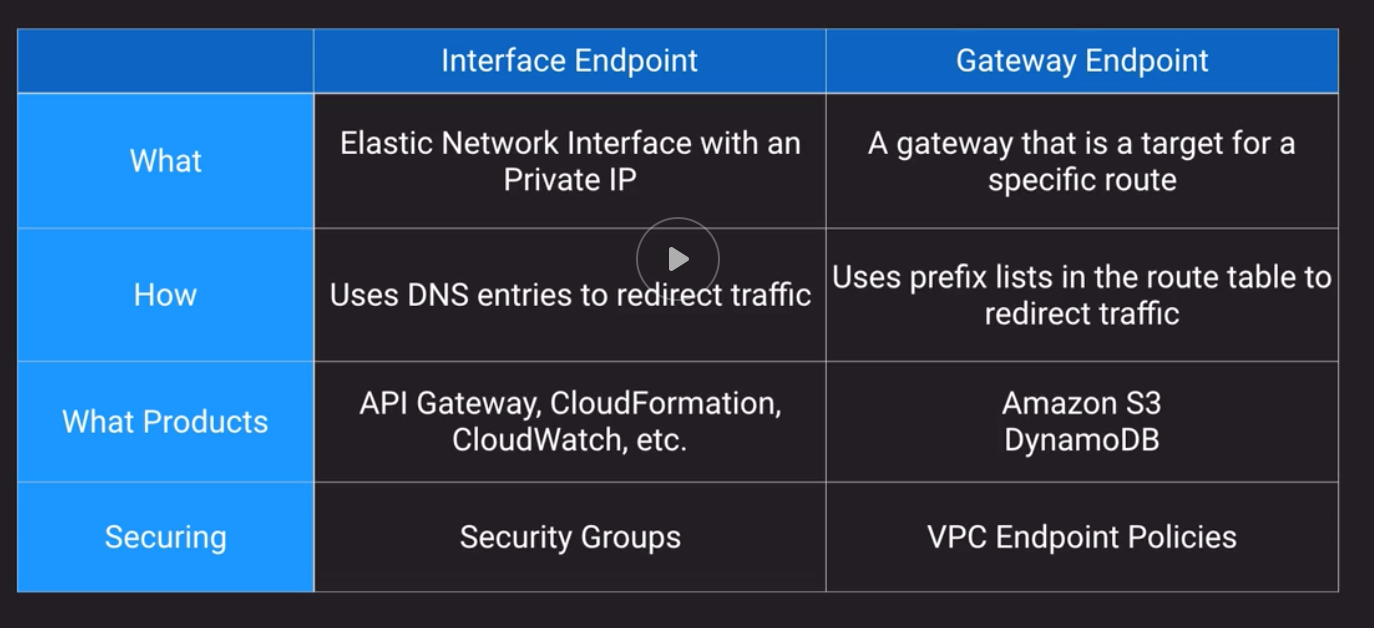 Interface Endpoint
Gateway Endpoint
What
Elastic Network Interface with an
Private IP
A gateway that is a target for a
specific route
How
Uses DNS entries to redirect traffic
Uses prefix lists in the route table to
redirect traffic
What Products
API Gateway, CloudFormation,
CloudWatch, etc.
Amazon S3
DynamoDB
Securing
Security Groups
VPC Endpoint Policies